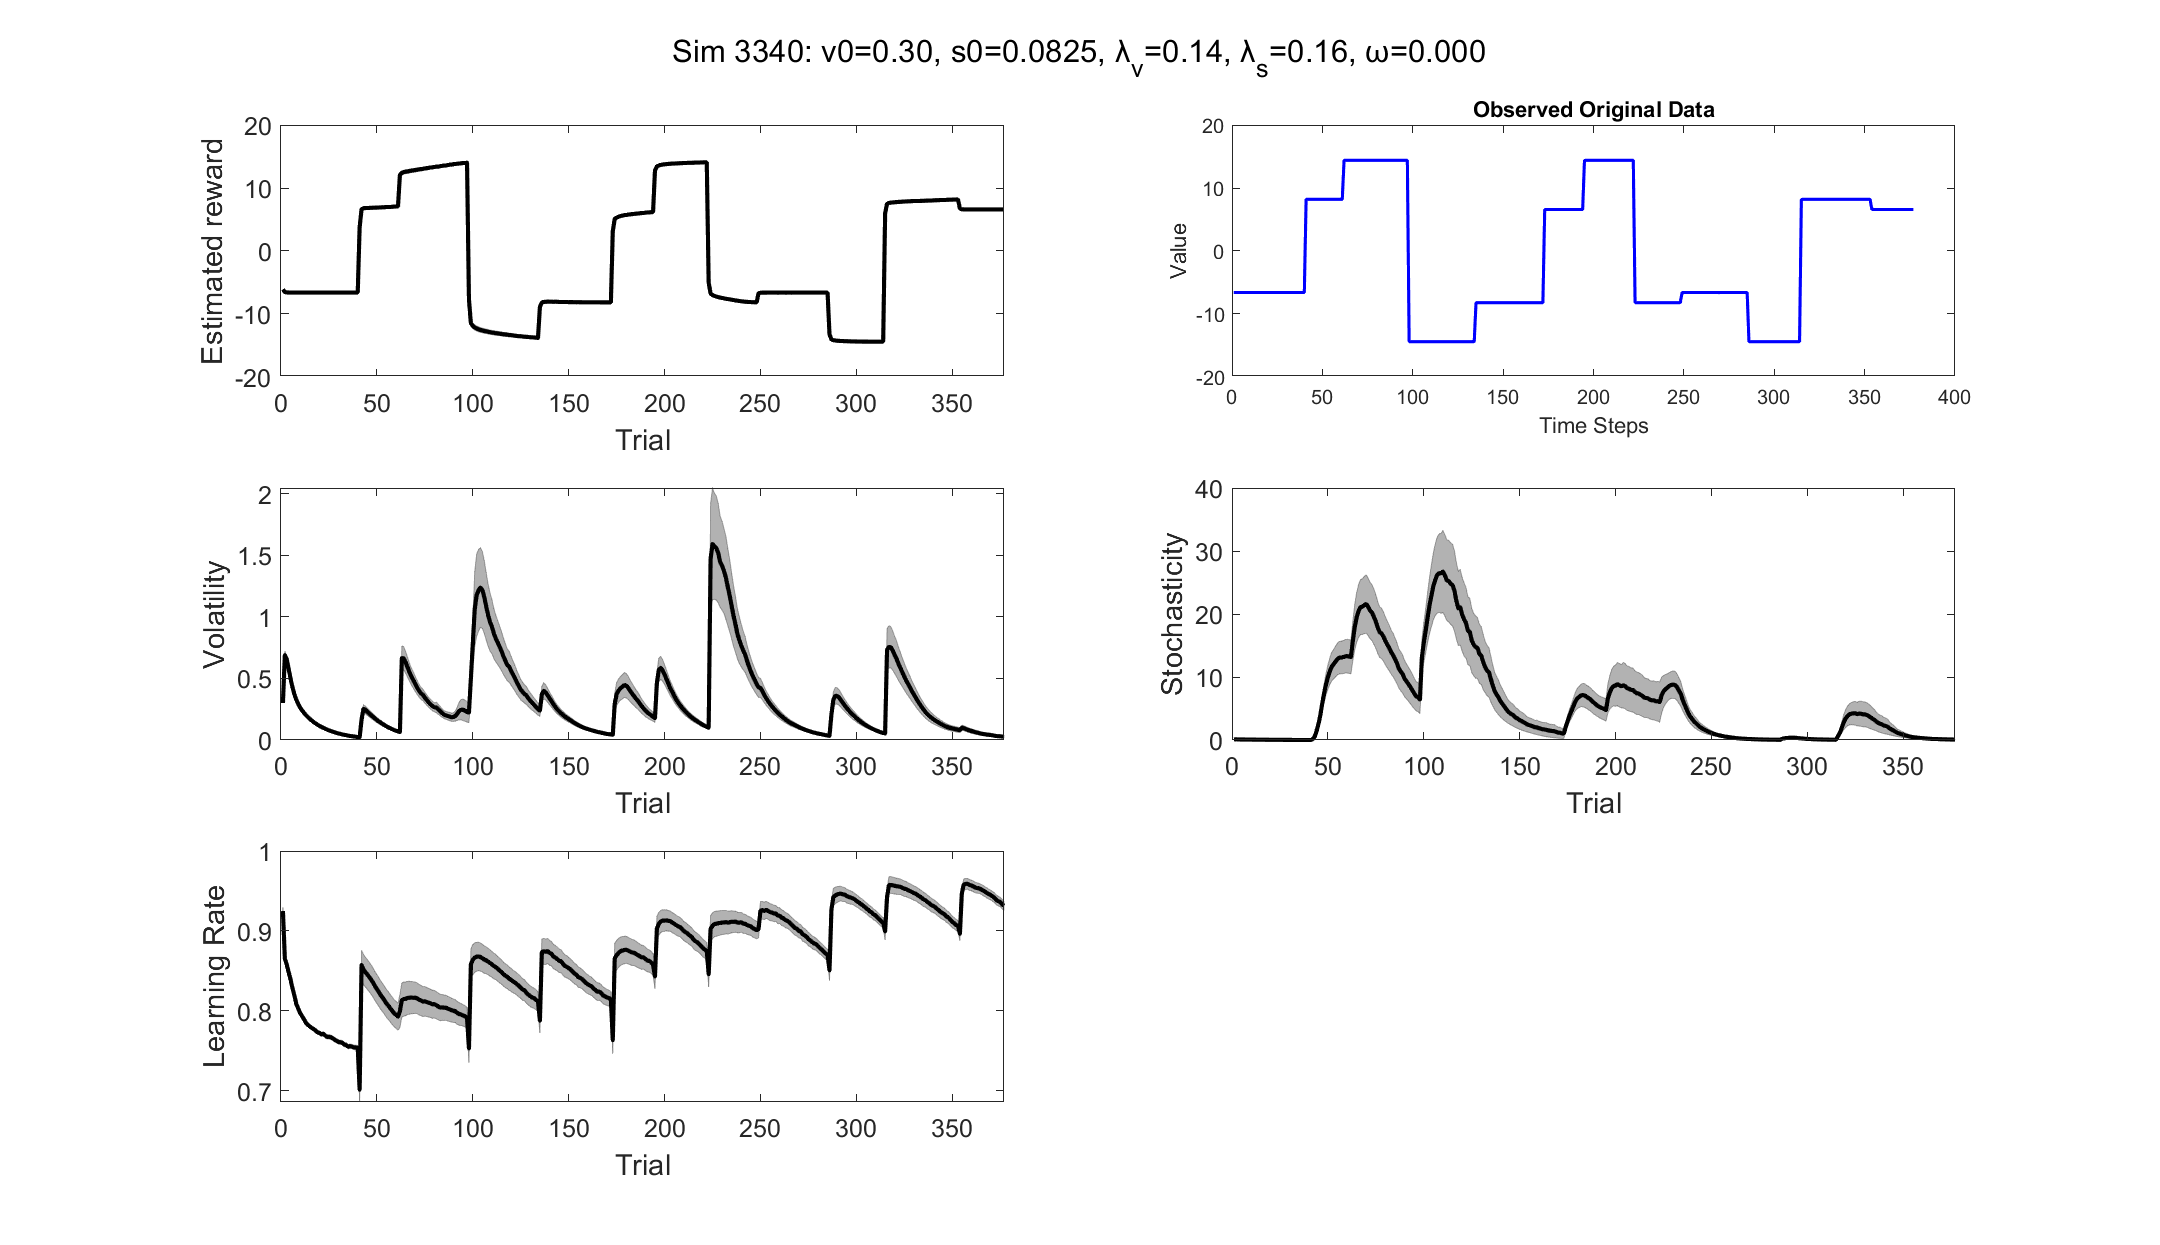 Sim 3340: v0=0.30, s0=0.0825, λ_v=0.14, λ_s=0.16, ω=0.000
Estimated reward
20
10
0
-10
-20
0 50 100 150 200 250 300 350
Trial
Observed Original Data
Value
20
10
0
-10
-20
0 50 100 150 200 250 300 350 400
Time Steps
Volatility
2
1.5
1
0.5
0
0 50 100 150 200 250 300 350
Trial
Stochasticity
40
30
20
10
0
0 50 100 150 200 250 300 350
Trial
Learning Rate
1
0.9
0.8
0.7
0 50 100 150 200 250 300 350
Trial